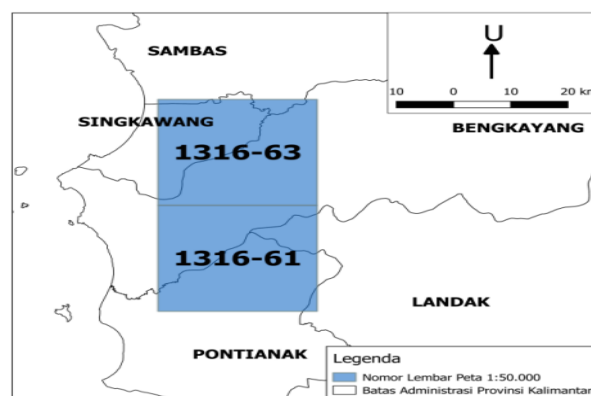 SAMBAS
U
10 0 10 20 km
SINGKAWANG
BENGKAYANG
1316-63
1316-61
LANDAK
PONTIANAK
Legenda
Nomor Lembar Peta 1:50.000
Batas Administrasi Provinsi Kalimantan